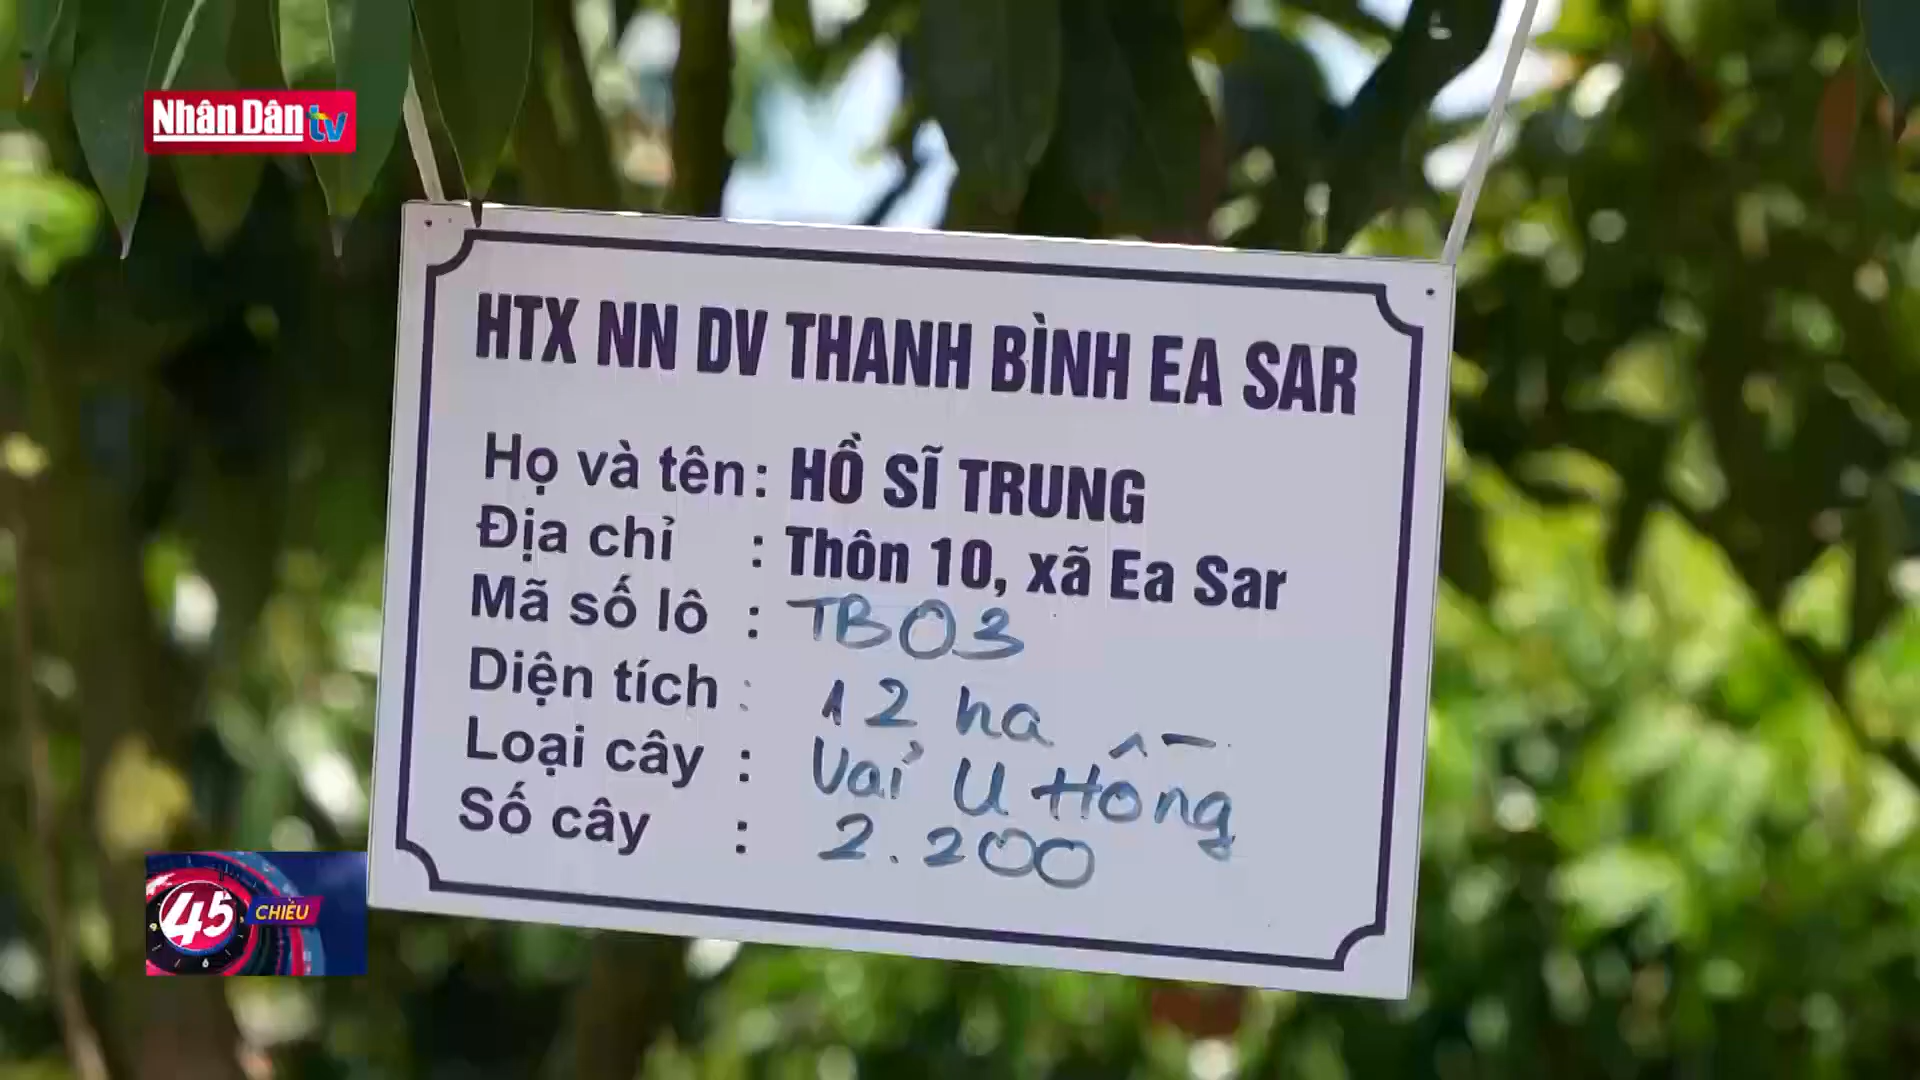 Nhân Dân tv
HTX NN DV THANH BÌNH EA SAR
Họ và tên: HỒ SĨ TRUNG
Địa chỉ : Thôn 10, xã Ea Sar
Mã số lô : TB03
Diện tích : 12 ha
Loại cây : Vải U Hồng
Số cây : 2.200
45 CHIỀU